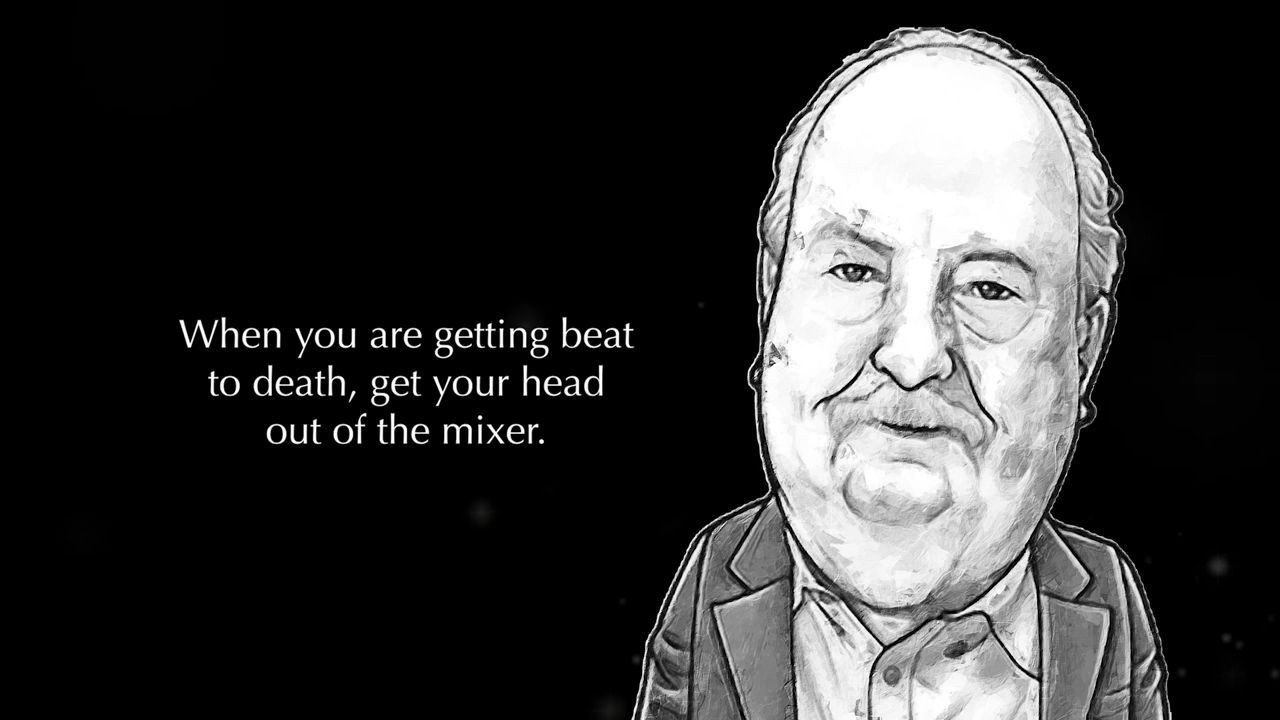 When you are getting beat
to death, get your head
out of the mixer.